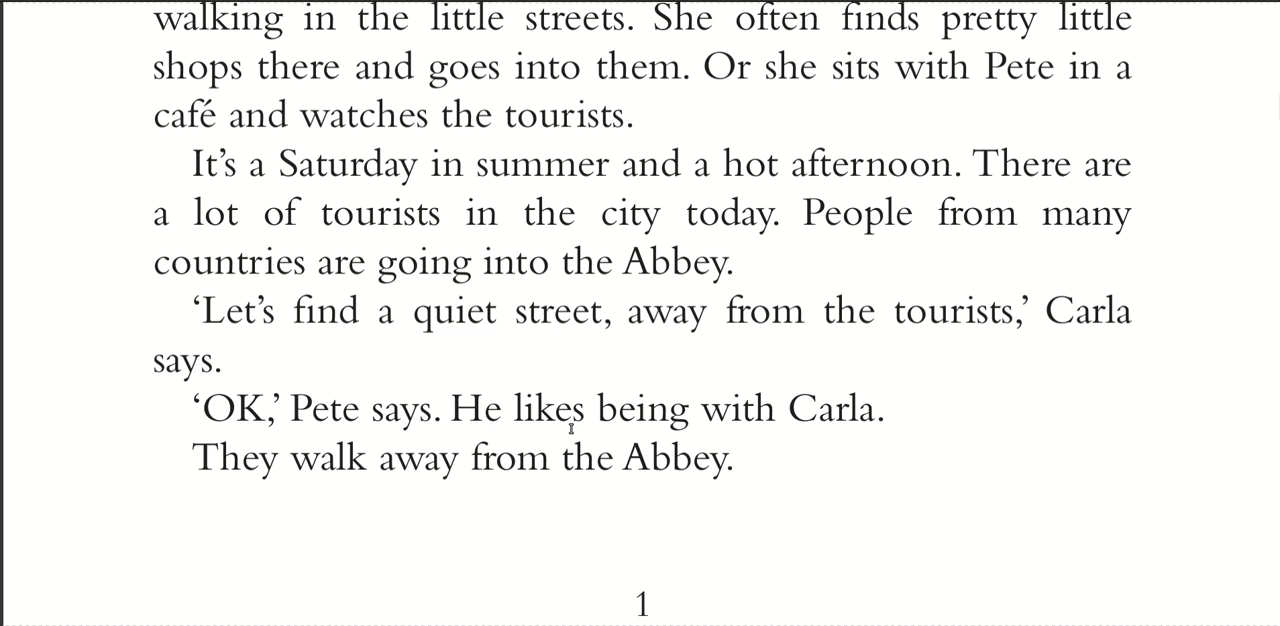 walking in the little streets. She often finds pretty little
shops there and goes into them. Or she sits with Pete in a
café and watches the tourists.
It’s a Saturday in summer and a hot afternoon. There are
a lot of tourists in the city today. People from many
countries are going into the Abbey.
‘Let’s find a quiet street, away from the tourists,’ Carla
says.
‘OK,’ Pete says. He likes being with Carla.
They walk away from the Abbey.
1